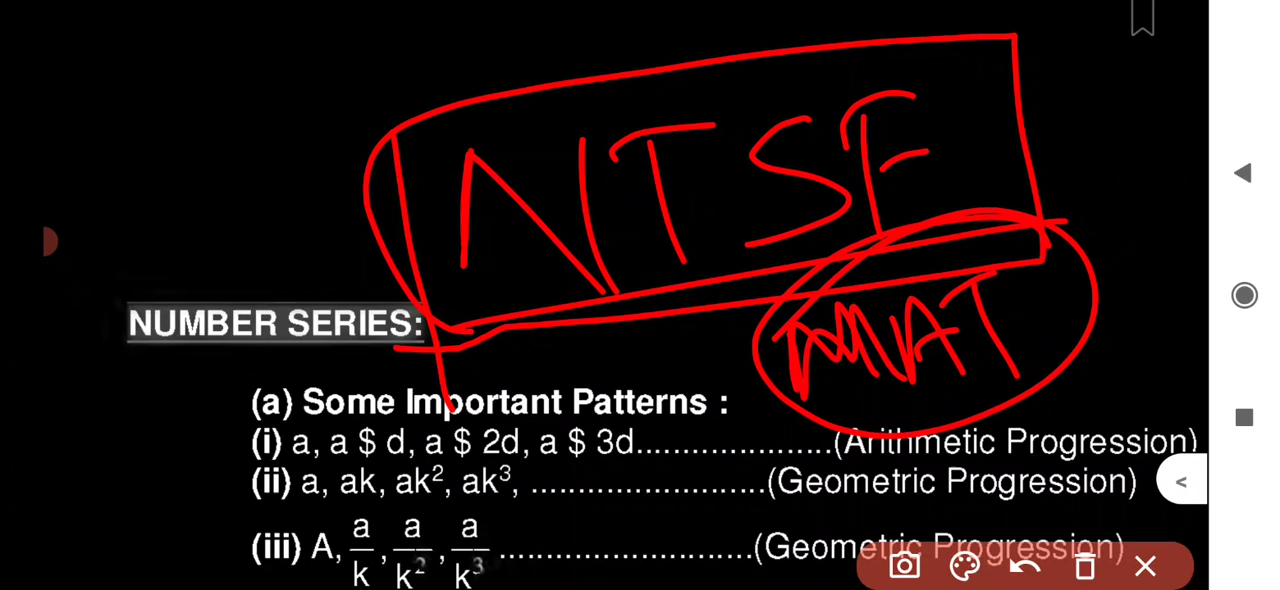 NTSE
MAT
NUMBER SERIES:
(a) Some Important Patterns :
(i) a, a $ d, a $ 2d, a $ 3d.....................(Arithmetic Progression)
(ii) a, ak, ak², ak³, .........................(Geometric Progression)
(iii) A, a/k, a/k², a/k³ ...........................(Geometric Progression)
<